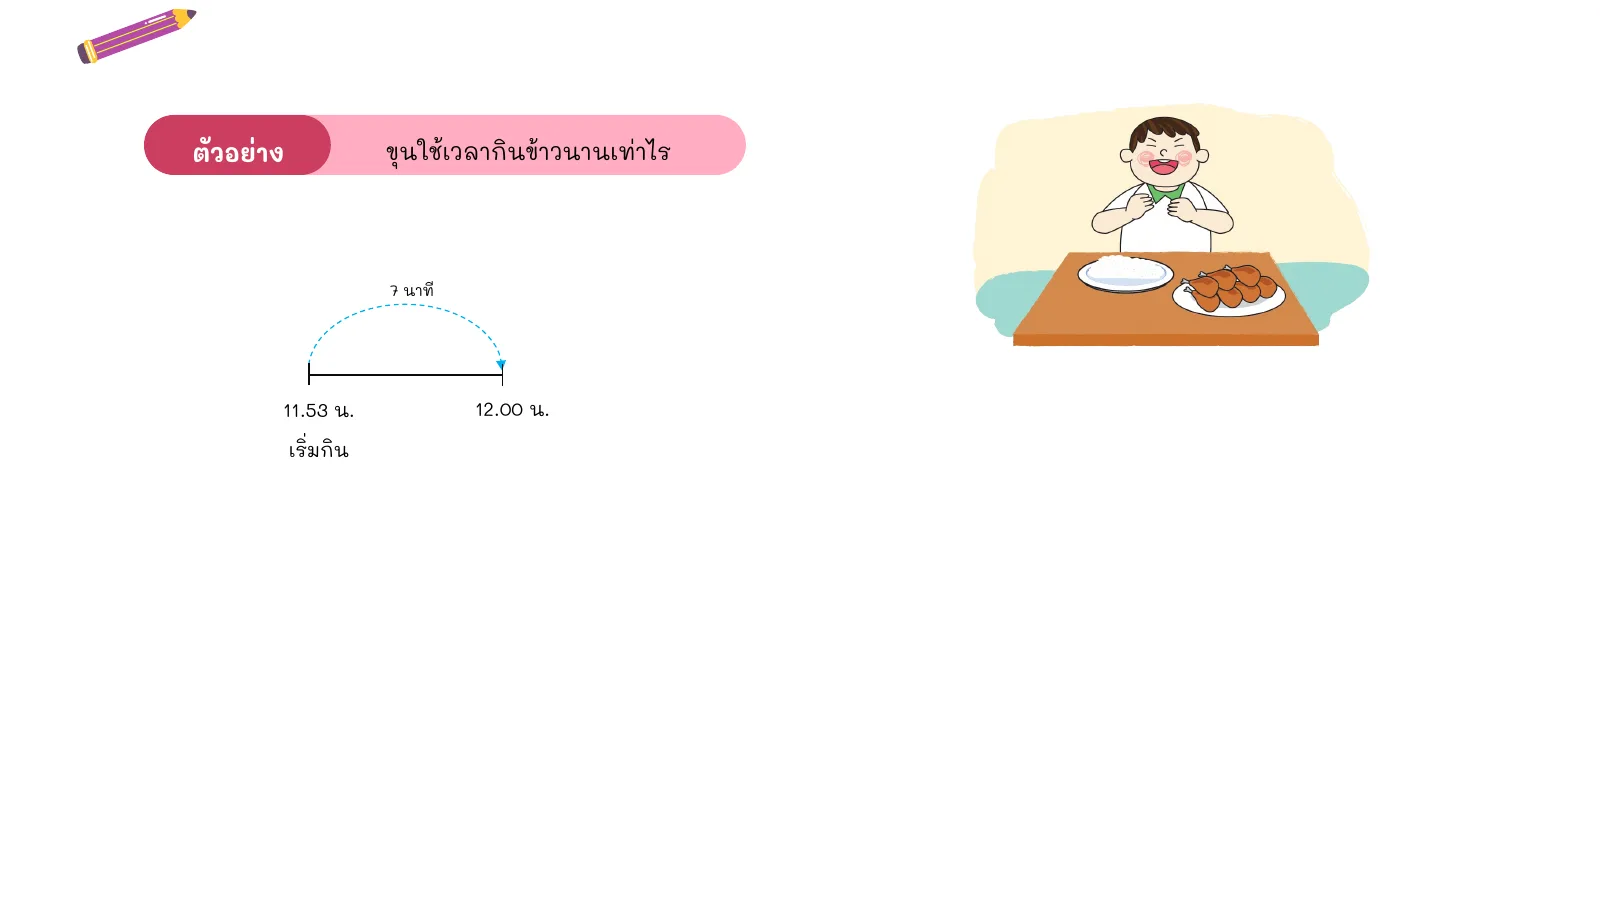 ตัวอย่าง ขุนใช้เวลากินข้าวนานเท่าไร
7 นาที
11.53 น. 12.00 น.
เริ่มกิน